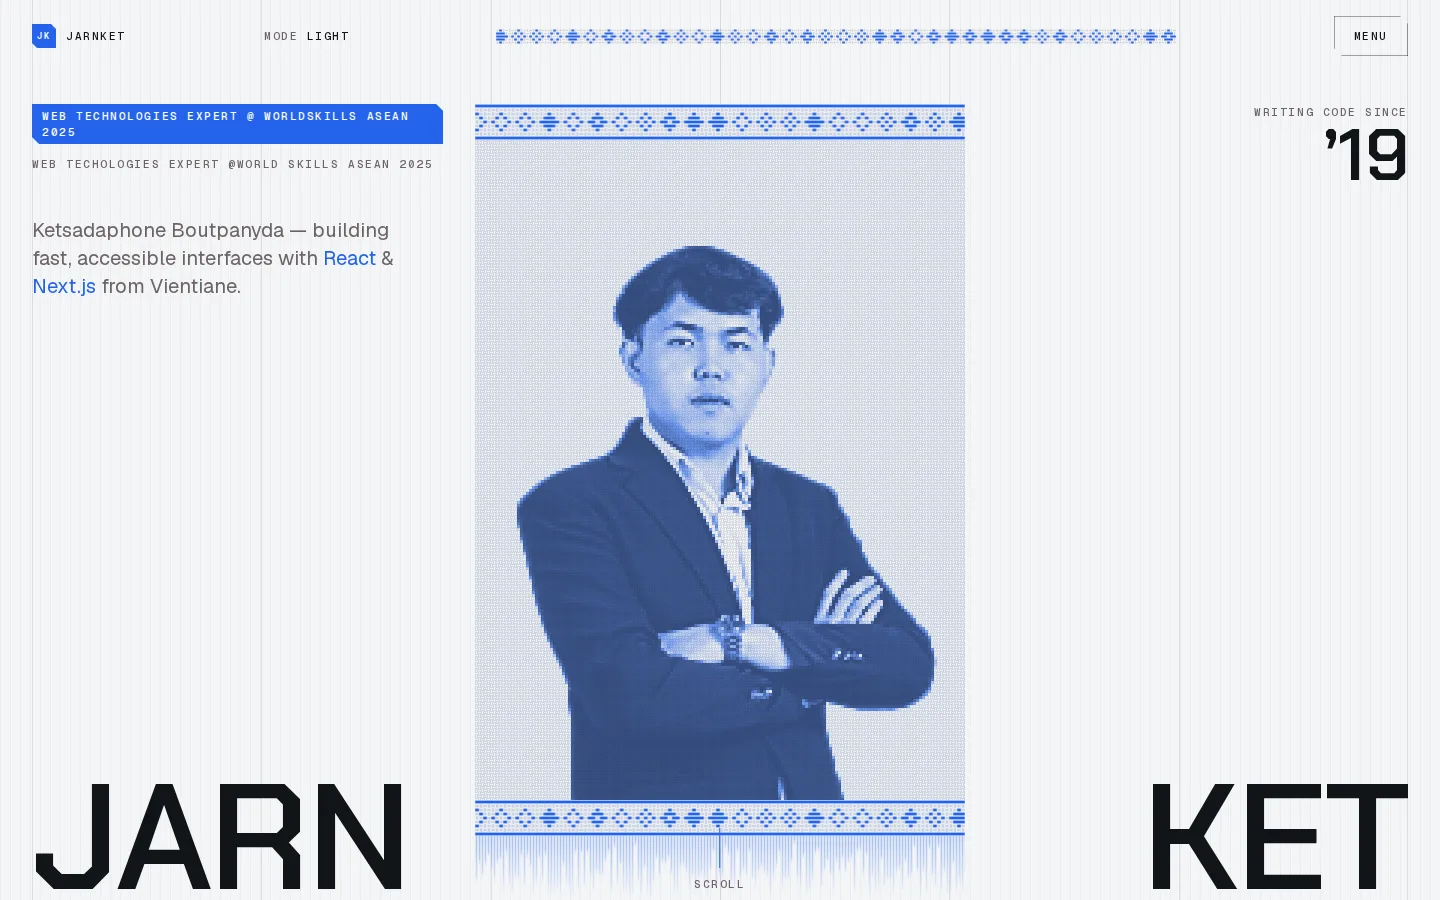 JK JARNKET
MODE LIGHT
MENU
WEB TECHNOLOGIES EXPERT @ WORLDSKILLS ASEAN
2025
WEB TECHOLOGIES EXPERT @WORLD SKILLS ASEAN 2025
WRITING CODE SINCE
’19
Ketsadaphone Boutpanyda — building
fast, accessible interfaces with React &
Next.js from Vientiane.
JARN
KET
SCROLL